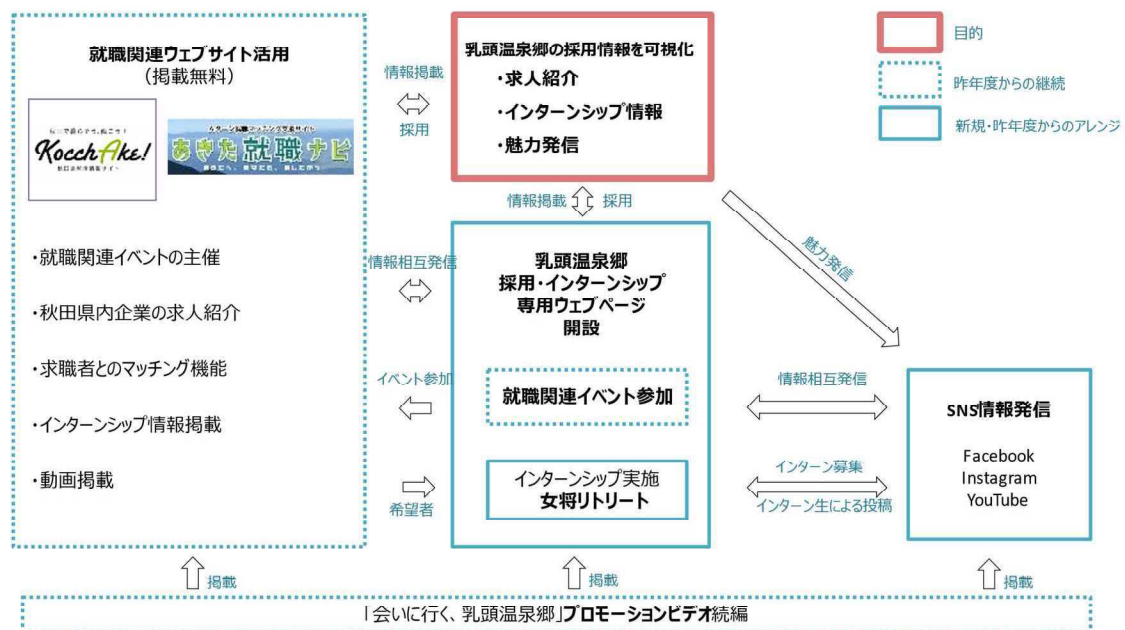 就職関連ウェブサイト活用
(掲載無料)
KocchAke!
あきた就職ナビ
・就職関連イベントの主催
・秋田県内企業の求人紹介
・求職者とのマッチング機能
・インターンシップ情報掲載
・動画掲載
情報掲載
採用
乳頭温泉郷の採用情報を可視化
・求人紹介
・インターンシップ情報
・魅力発信
目的
昨年度からの継続
新規・昨年度からのアレンジ
情報掲載 採用
魅力発信
情報相互発信
乳頭温泉郷
採用・インターンシップ
専用ウェブページ
開設
イベント参加
就職関連イベント参加
情報相互発信
希望者
インターンシップ実施
女将リトリート
インターン募集
インターン生による投稿
SNS情報発信
Facebook
Instagram
YouTube
掲載
掲載
掲載
「会いに行く、乳頭温泉郷」プロモーションビデオ続編